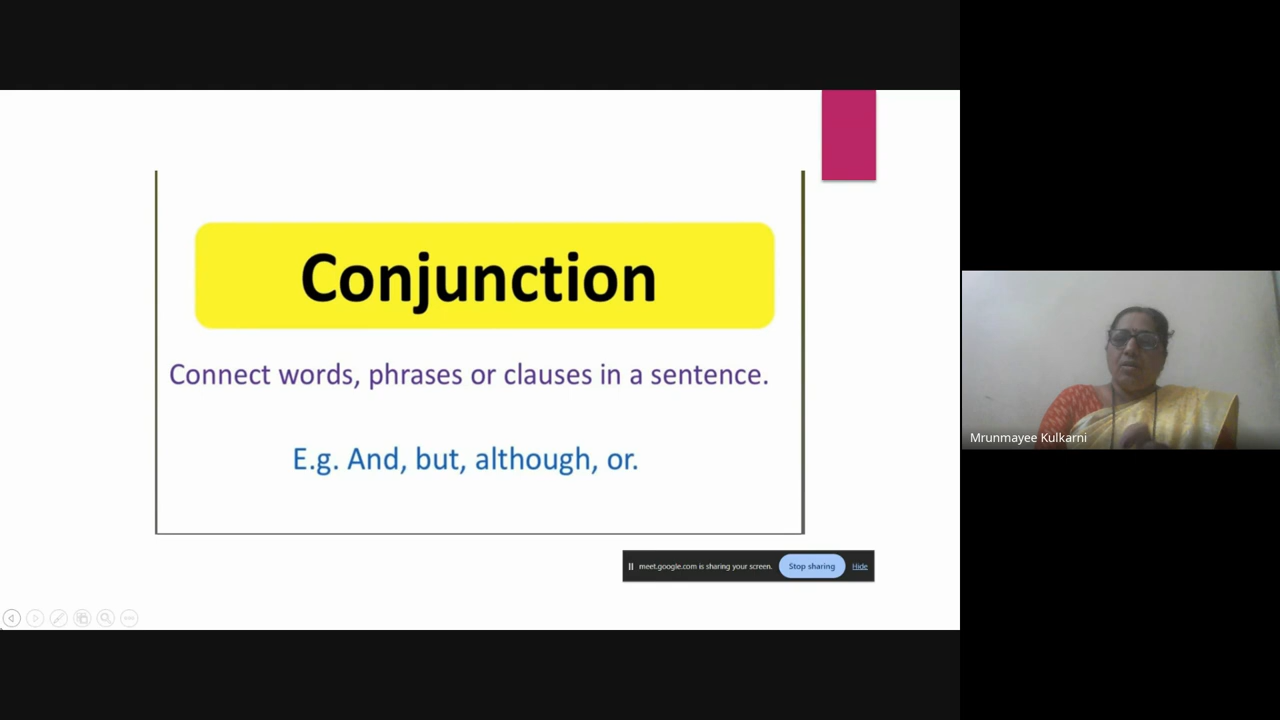 Conjunction
Connect words, phrases or clauses in a sentence.
E.g. And, but, although, or.
meet.google.com is sharing your screen. Stop sharing Hide
Mrunmayee Kulkarni